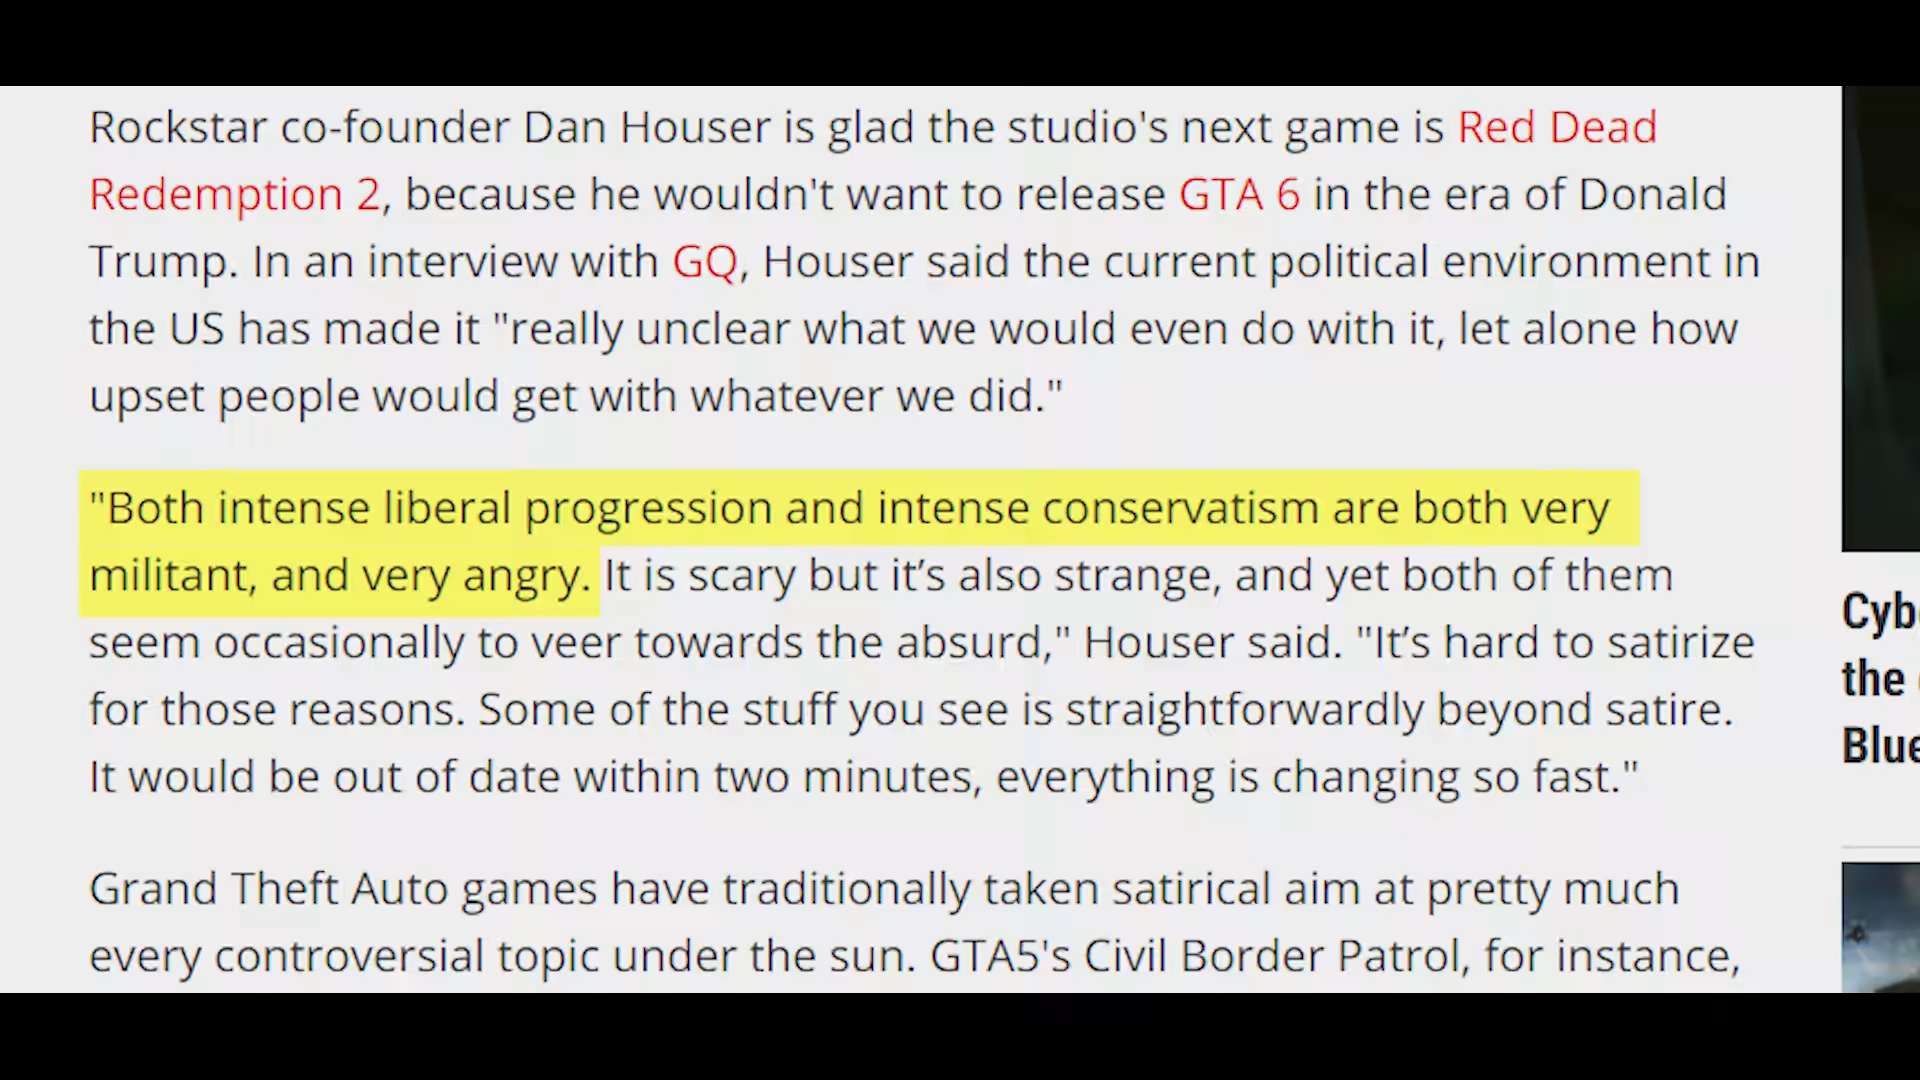 Rockstar co-founder Dan Houser is glad the studio's next game is Red Dead
Redemption 2, because he wouldn't want to release GTA 6 in the era of Donald
Trump. In an interview with GQ, Houser said the current political environment in
the US has made it "really unclear what we would even do with it, let alone how
upset people would get with whatever we did."
"Both intense liberal progression and intense conservatism are both very
militant, and very angry. It is scary but it’s also strange, and yet both of them
seem occasionally to veer towards the absurd," Houser said. "It’s hard to satirize
for those reasons. Some of the stuff you see is straightforwardly beyond satire.
It would be out of date within two minutes, everything is changing so fast."
Grand Theft Auto games have traditionally taken satirical aim at pretty much
every controversial topic under the sun. GTA5's Civil Border Patrol, for instance,
Cyb
the
Blue